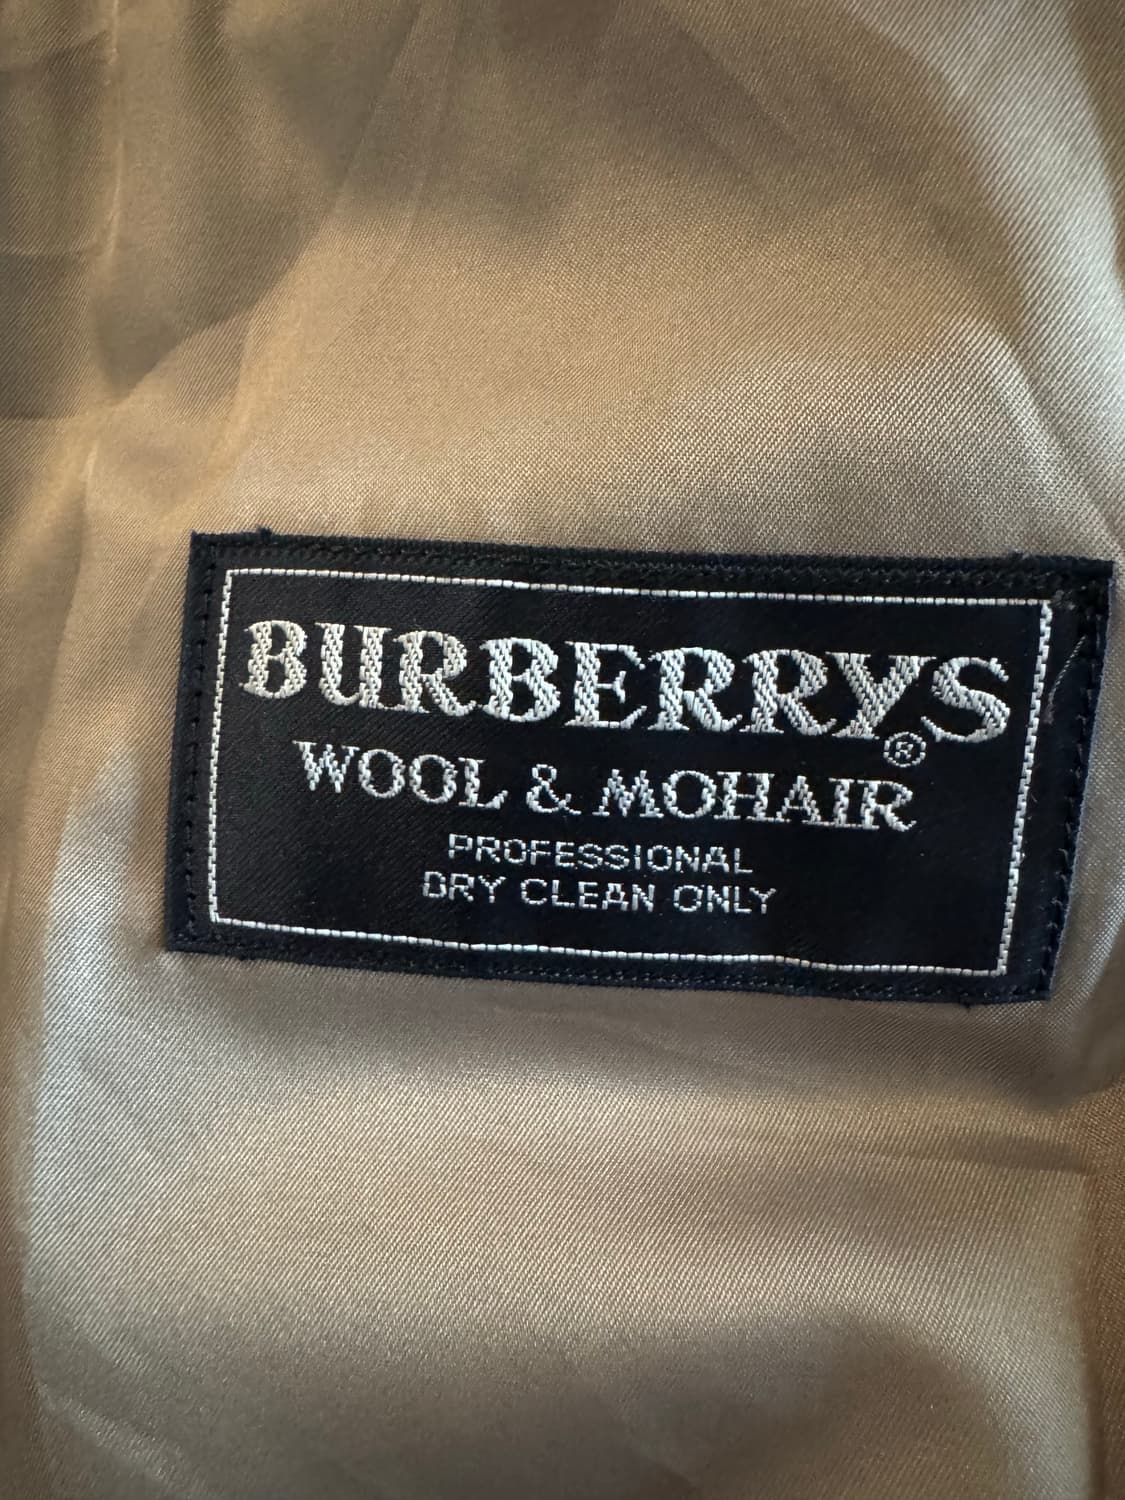 BURBERRYS®
WOOL & MOHAIR
PROFESSIONAL
DRY CLEAN ONLY